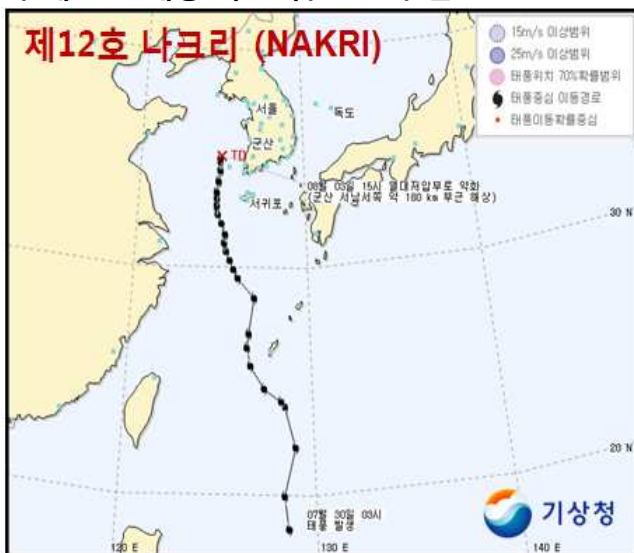 제12호 나크리 (NAKRI)
15m/s 이상범위
25m/s 이상범위
태풍위치 70%확률범위
태풍중심 이동경로
태풍이동확률중심
서울
독도
군산
TD
08월 03일 15시 열대저압부로 약화
(군산 서남서쪽 약 180 km 부근 해상)
서귀포
30 N
20 N
07월 30일 03시
태풍 발생
기상청
120 E
130 E
140 E